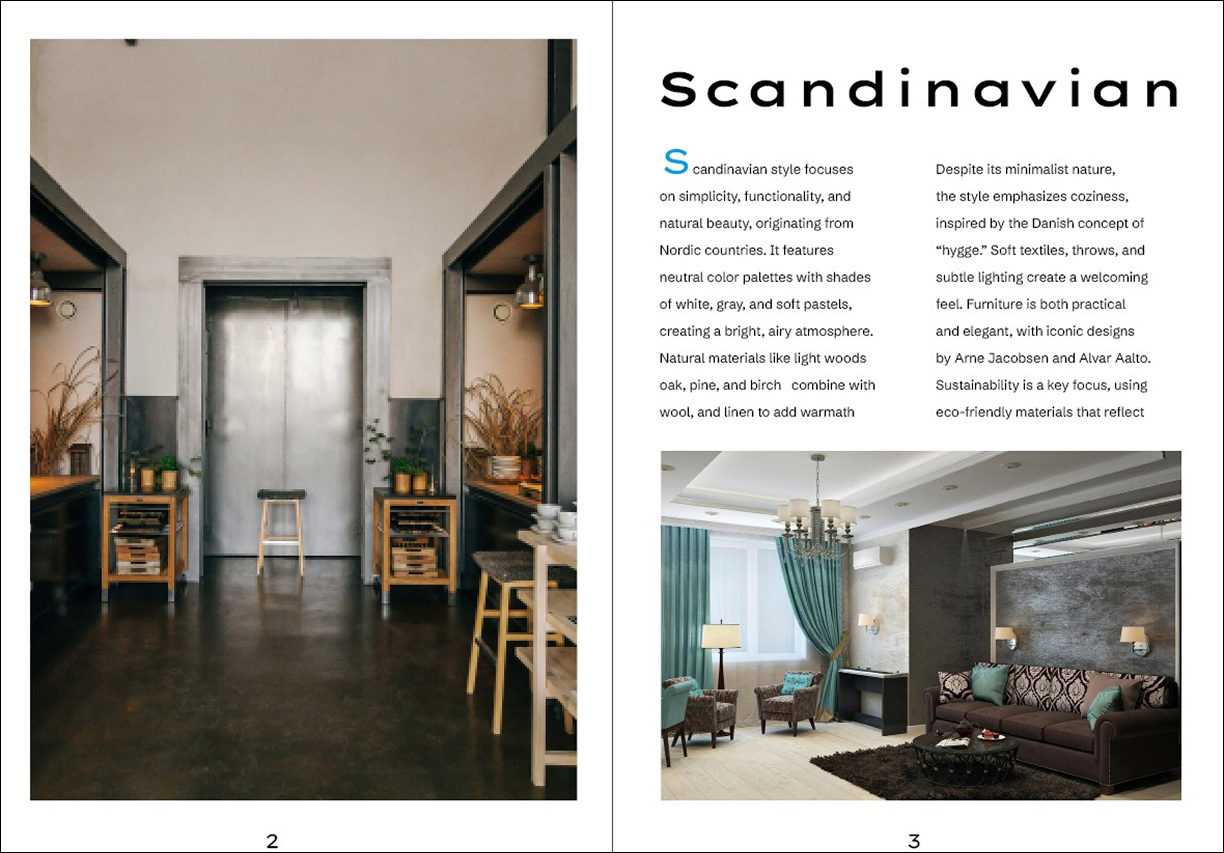 Scandinavian
Scandinavian style focuses
on simplicity, functionality, and
natural beauty, originating from
Nordic countries. It features
neutral color palettes with shades
of white, gray, and soft pastels,
creating a bright, airy atmosphere.
Natural materials like light woods
oak, pine, and birch   combine with
wool, and linen to add warmath
Despite its minimalist nature,
the style emphasizes coziness,
inspired by the Danish concept of
“hygge.” Soft textiles, throws, and
subtle lighting create a welcoming
feel. Furniture is both practical
and elegant, with iconic designs
by Arne Jacobsen and Alvar Aalto.
Sustainability is a key focus, using
eco-friendly materials that reflect
2
3